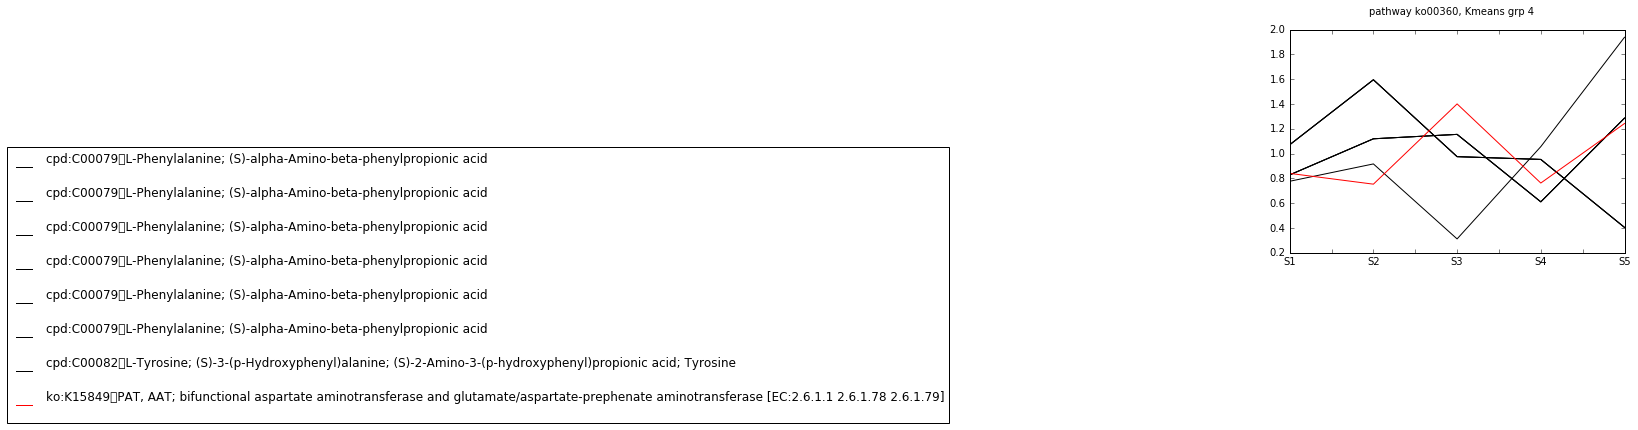 pathway ko00360, Kmeans grp 4
2.0
1.8
1.6
1.4
1.2
1.0
0.8
0.6
0.4
0.2
S1 S2 S3 S4 S5
cpd:C00079▯L-Phenylalanine; (S)-alpha-Amino-beta-phenylpropionic acid
cpd:C00079▯L-Phenylalanine; (S)-alpha-Amino-beta-phenylpropionic acid
cpd:C00079▯L-Phenylalanine; (S)-alpha-Amino-beta-phenylpropionic acid
cpd:C00079▯L-Phenylalanine; (S)-alpha-Amino-beta-phenylpropionic acid
cpd:C00079▯L-Phenylalanine; (S)-alpha-Amino-beta-phenylpropionic acid
cpd:C00079▯L-Phenylalanine; (S)-alpha-Amino-beta-phenylpropionic acid
cpd:C00082▯L-Tyrosine; (S)-3-(p-Hydroxyphenyl)alanine; (S)-2-Amino-3-(p-hydroxyphenyl)propionic acid; Tyrosine
ko:K15849▯PAT, AAT; bifunctional aspartate aminotransferase and glutamate/aspartate-prephenate aminotransferase [EC:2.6.1.1 2.6.1.78 2.6.1.79]